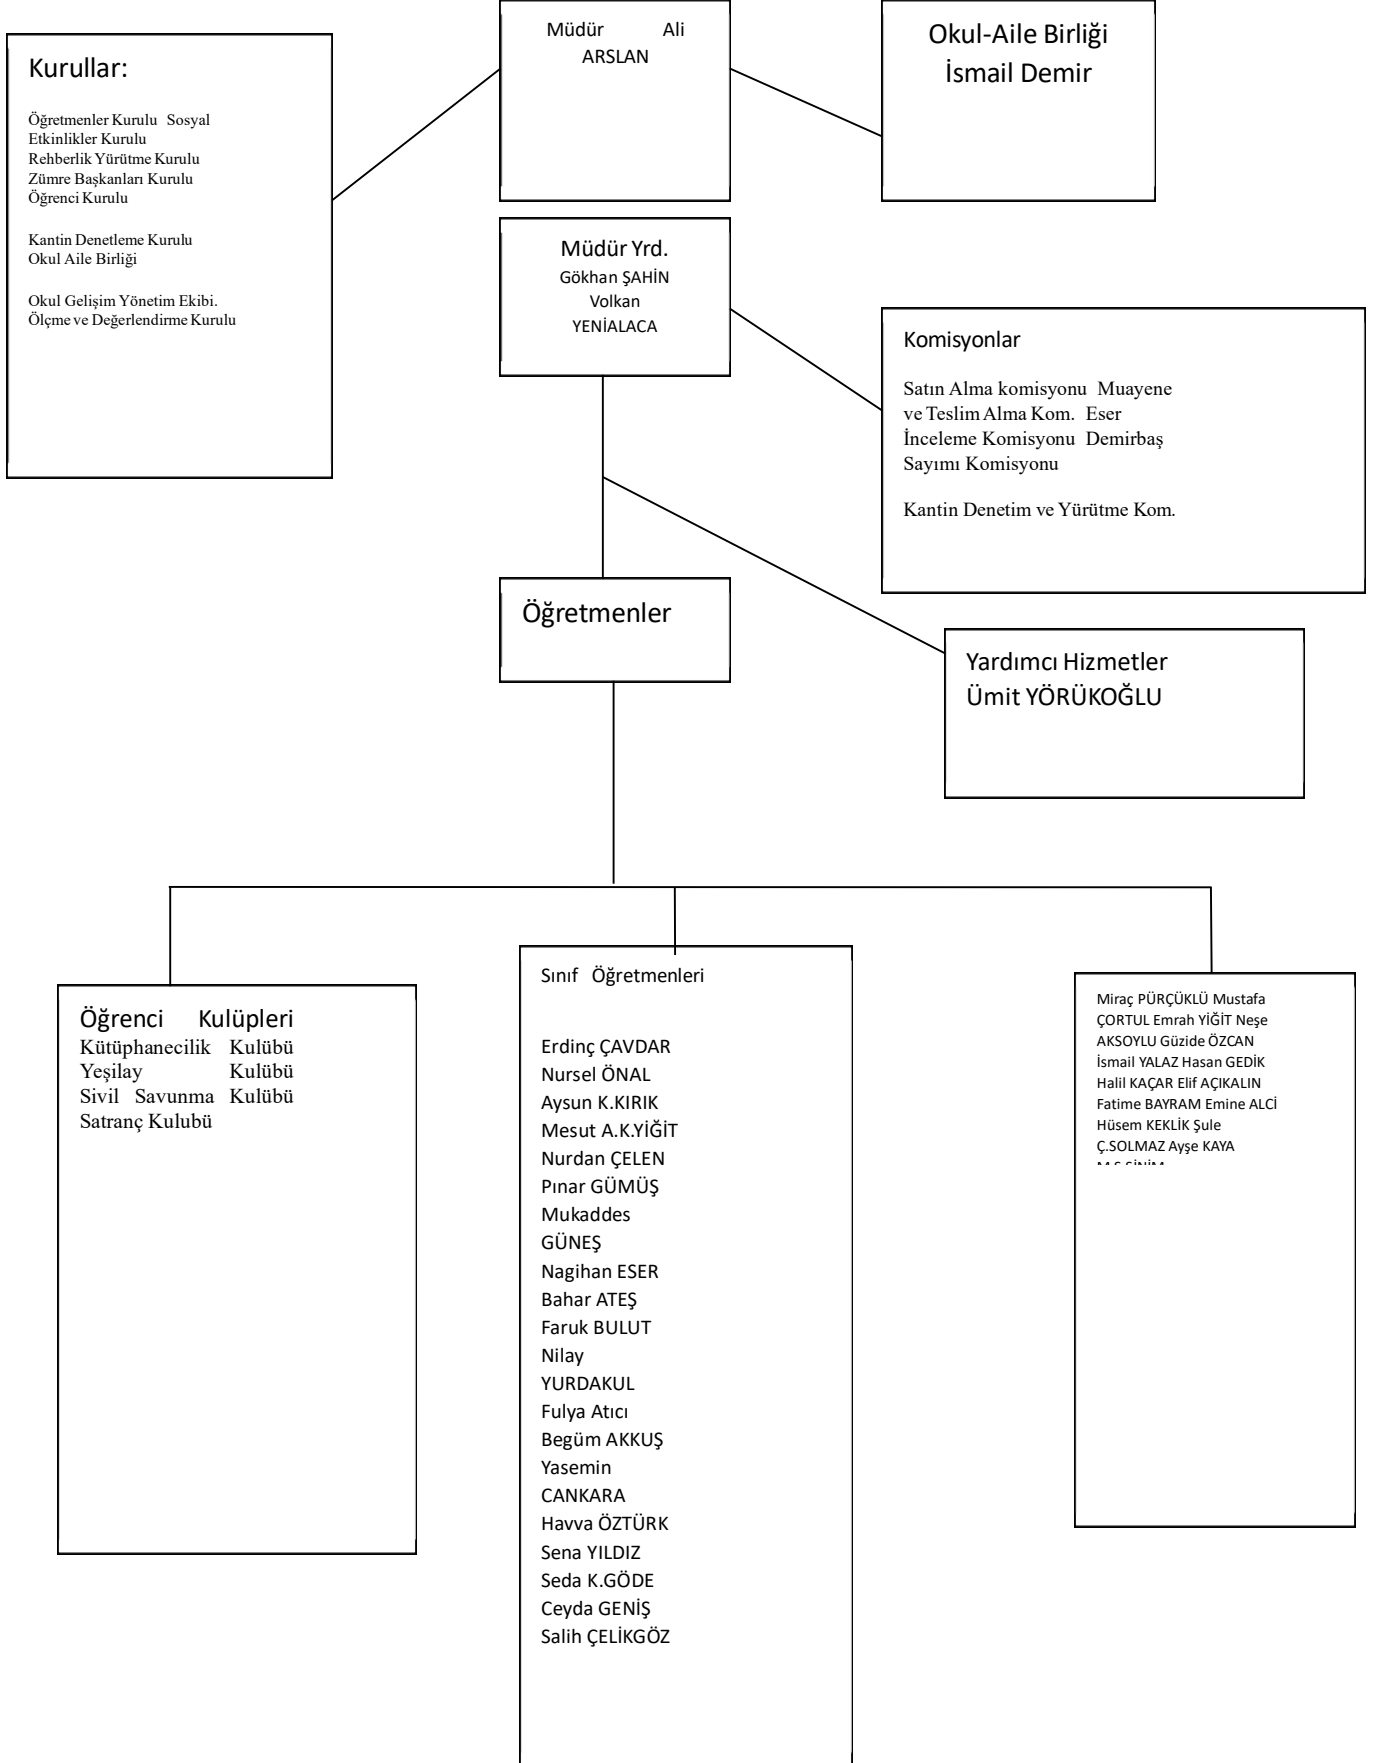 Müdür Ali
ARSLAN
Okul-Aile Birliği
İsmail Demir
Kurullar:
Öğretmenler Kurulu Sosyal
Etkinlikler Kurulu
Rehberlik Yürütme Kurulu
Zümre Başkanları Kurulu
Öğrenci Kurulu
Kantin Denetleme Kurulu
Okul Aile Birliği
Okul Gelişim Yönetim Ekibi.
Ölçme ve Değerlendirme Kurulu
Müdür Yrd.
Gökhan ŞAHİN
Volkan
YENİALACA
Komisyonlar
Satın Alma komisyonu Muayene
ve Teslim Alma Kom. Eser
İnceleme Komisyonu Demirbaş
Sayımı Komisyonu
Kantin Denetim ve Yürütme Kom.
Öğretmenler
Yardımcı Hizmetler
Ümit YÖRÜKOĞLU
Öğrenci Kulüpleri
Kütüphanecilik Kulübü
Yeşilay Kulübü
Sivil Savunma Kulübü
Satranç Kulubü
Sınıf Öğretmenleri
Erdinç ÇAVDAR
Nursel ÖNAL
Aysun K.KIRIK
Mesut A.K.YİĞİT
Nurdan ÇELEN
Pınar GÜMÜŞ
Mukaddes
GÜNEŞ
Nagihan ESER
Bahar ATEŞ
Faruk BULUT
Nilay
YURDAKUL
Fulya Atıcı
Begüm AKKUŞ
Yasemin
CANKARA
Havva ÖZTÜRK
Sena YILDIZ
Seda K.GÖDE
Ceyda GENİŞ
Salih ÇELİKGÖZ
Miraç PÜRÇÜKLÜ Mustafa
ÇORTUL Emrah YİĞİT Neşe
AKSOYLU Güzide ÖZCAN
İsmail YALAZ Hasan GEDİK
Halil KAÇAR Elif AÇIKALIN
Fatime BAYRAM Emine ALCİ
Hüsem KEKLİK Şule
Ç.SOLMAZ Ayşe KAYA